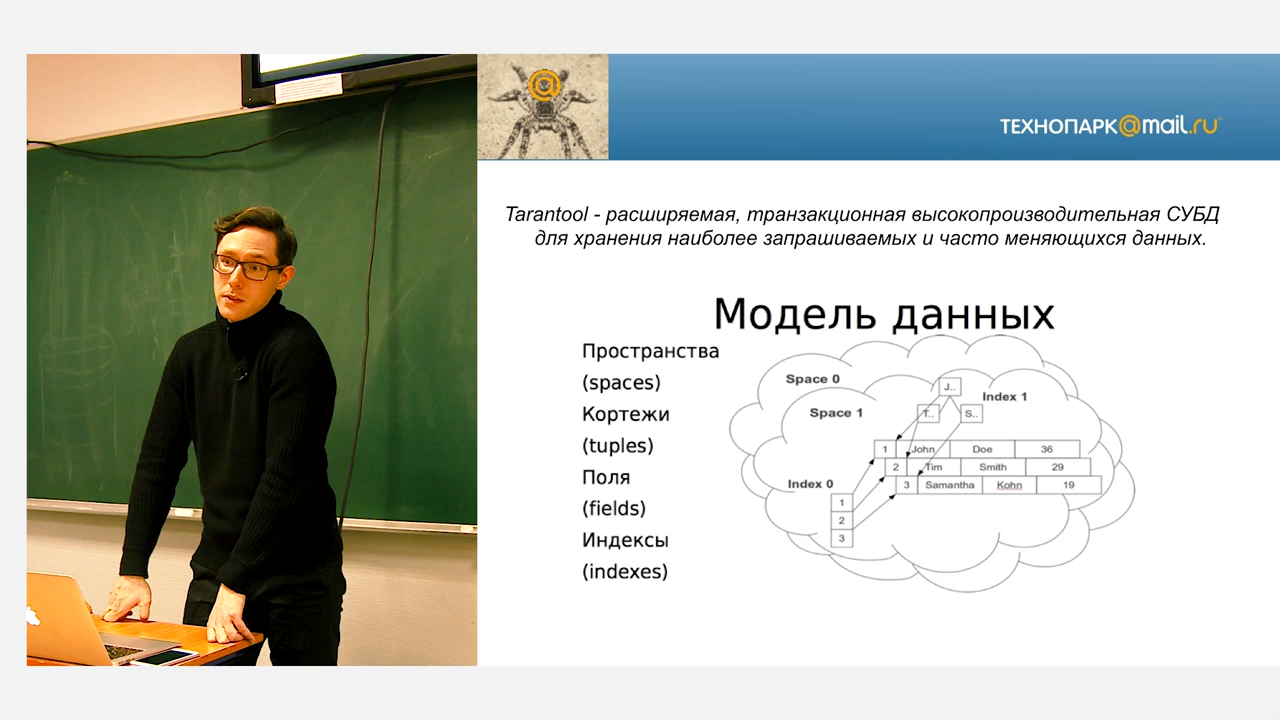 ТЕХНОПАРК@mail.ru
Tarantool - расширяемая, транзакционная высокопроизводительная СУБД
для хранения наиболее запрашиваемых и часто меняющихся данных.
Модель данных
Пространства
(spaces)
Кортежи
(tuples)
Поля
(fields)
Индексы
(indexes)
Space 0
Space 1
Index 1
J..
T.. S..
1 John Doe 36
2 Tim Smith 29
3 Samantha Kohn 19
Index 0
1
2
3